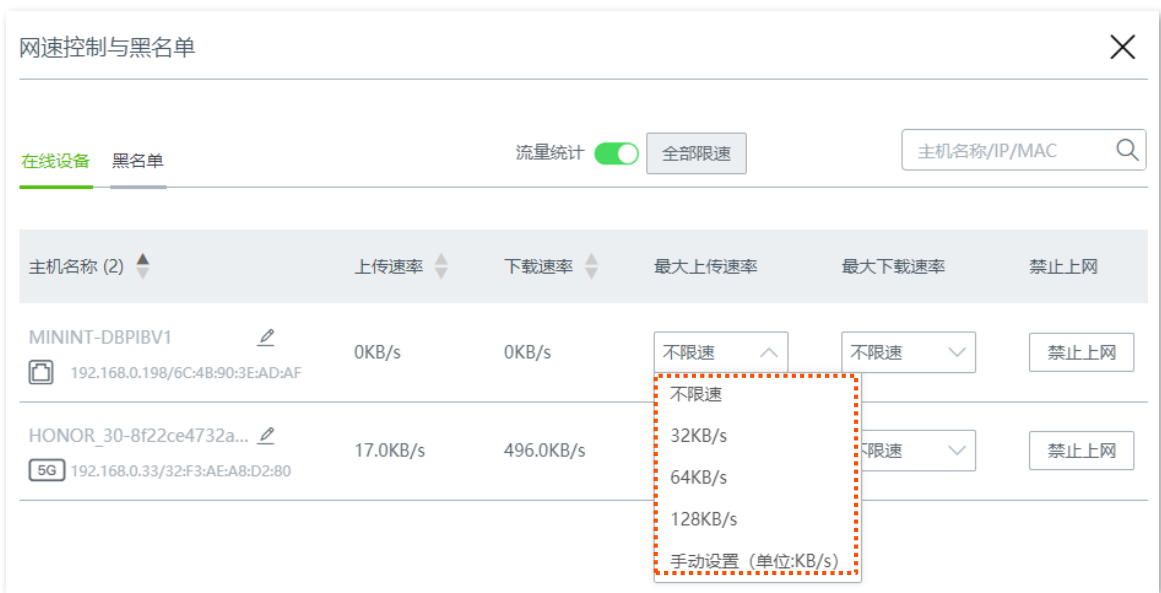 网速控制与黑名单
在线设备 黑名单 流量统计 全部限速 主机名称/IP/MAC
主机名称 (2) 上传速率 下载速率 最大上传速率 最大下载速率 禁止上网
MININT-DBPIBV1
0KB/s 0KB/s 不限速 不限速 禁止上网
192.168.0.198/6C:4B:90:3E:AD:AF
不限速
32KB/s
HONOR_30-8f22ce4732a...
17.0KB/s 496.0KB/s 限速 禁止上网
5G 192.168.0.33/32:F3:AE:A8:D2:80
64KB/s
128KB/s
手动设置（单位:KB/s）